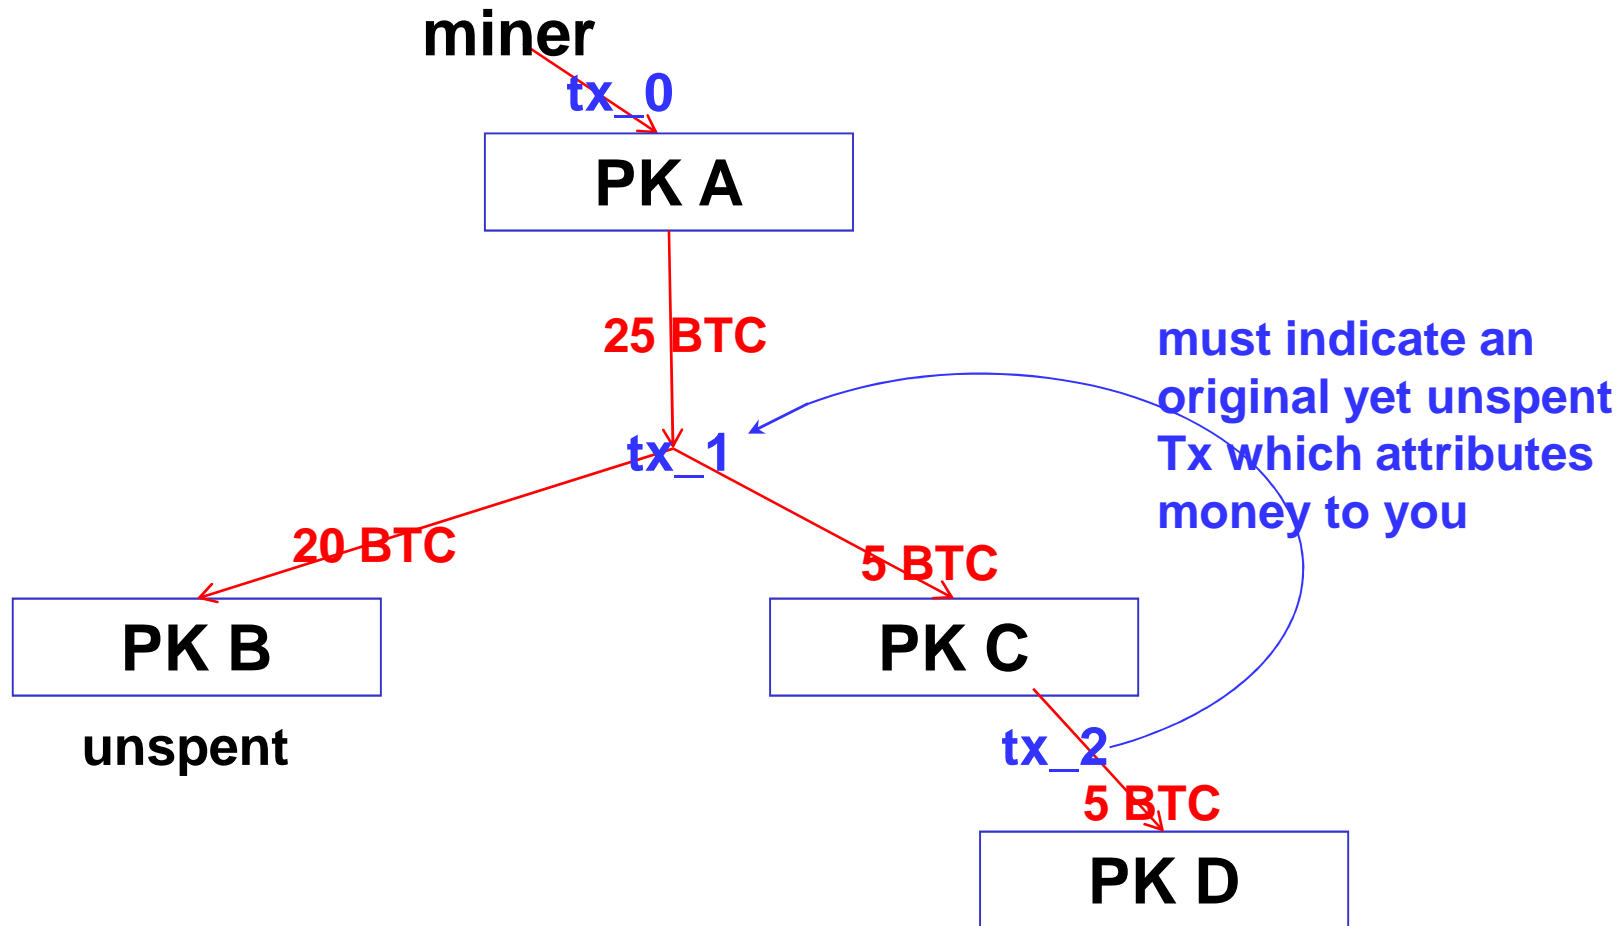 miner
tx_0
PK A
25 BTC
must indicate an
original yet unspent
Tx which attributes
money to you
tx_1
20 BTC
5 BTC
PK B
PK C
unspent
tx_2
5 BTC
PK D